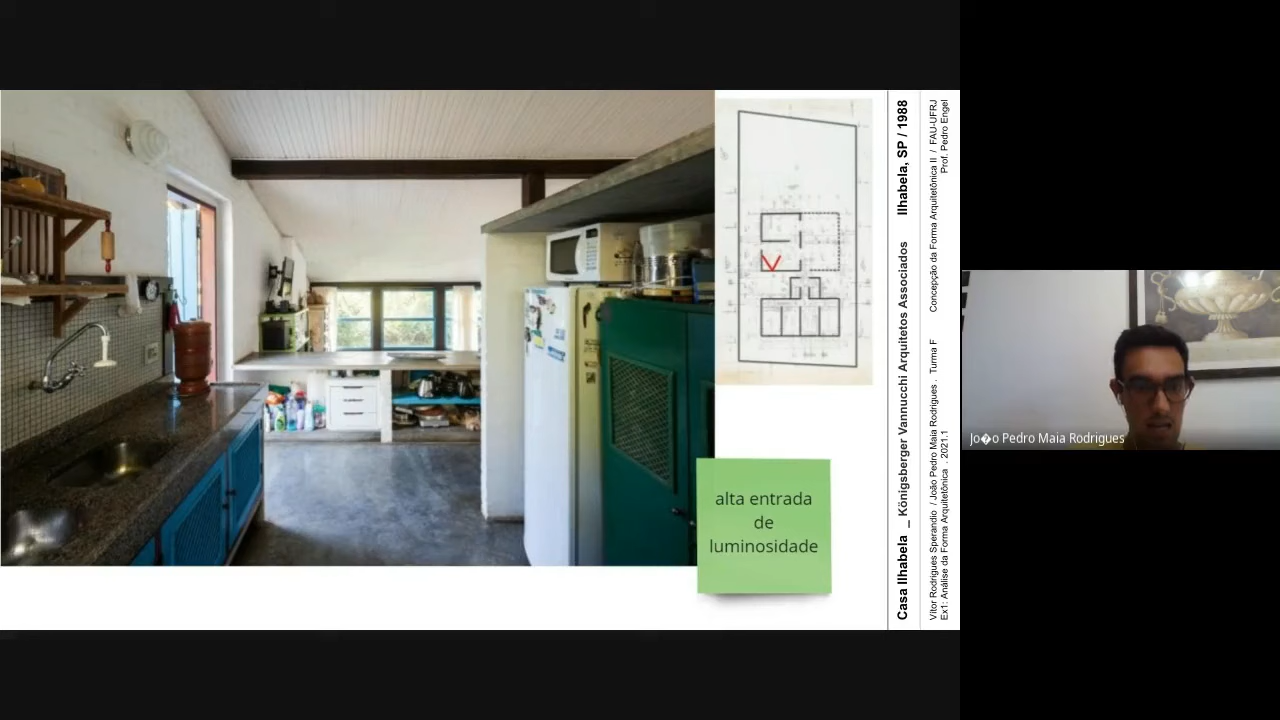 alta entrada
de
luminosidade
Casa Ilhabela _ Königsberger Vannucchi Arquitetos Associados Ilhabela, SP / 1988
Vitor Rodrigues Sperandio / João Pedro Maia Rodrigues . Turma F Concepção da Forma Arquitetônica II / FAU-UFRJ
Ex1: Análise da Forma Arquitetônica . 2021.1 Prof. Pedro Engel
Jo�o Pedro Maia Rodrigues